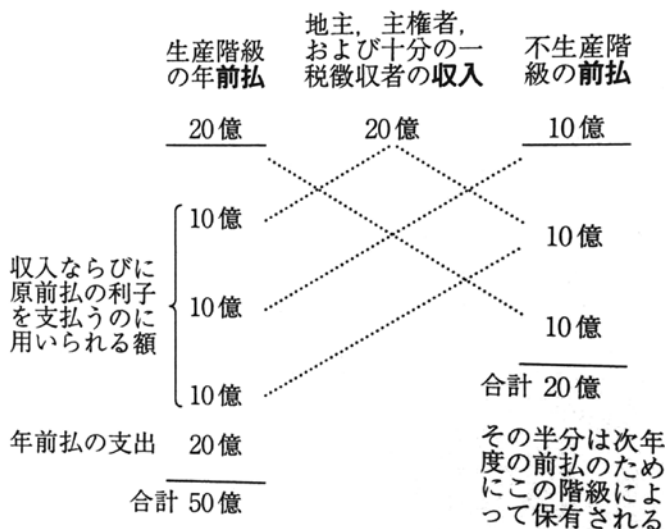 生産階級
の年前払
地主，主権者，
および十分の一
税徴収者の収入
不生産階
級の前払
20億
20億
10億
10億
10億
10億
収入ならびに
原前払の利子
を支払うのに
用いられる額
10億
10億
年前払の支出 20億
合計 50億
合計 20億
その半分は次年
度の前払のため
にこの階級によ
って保有される